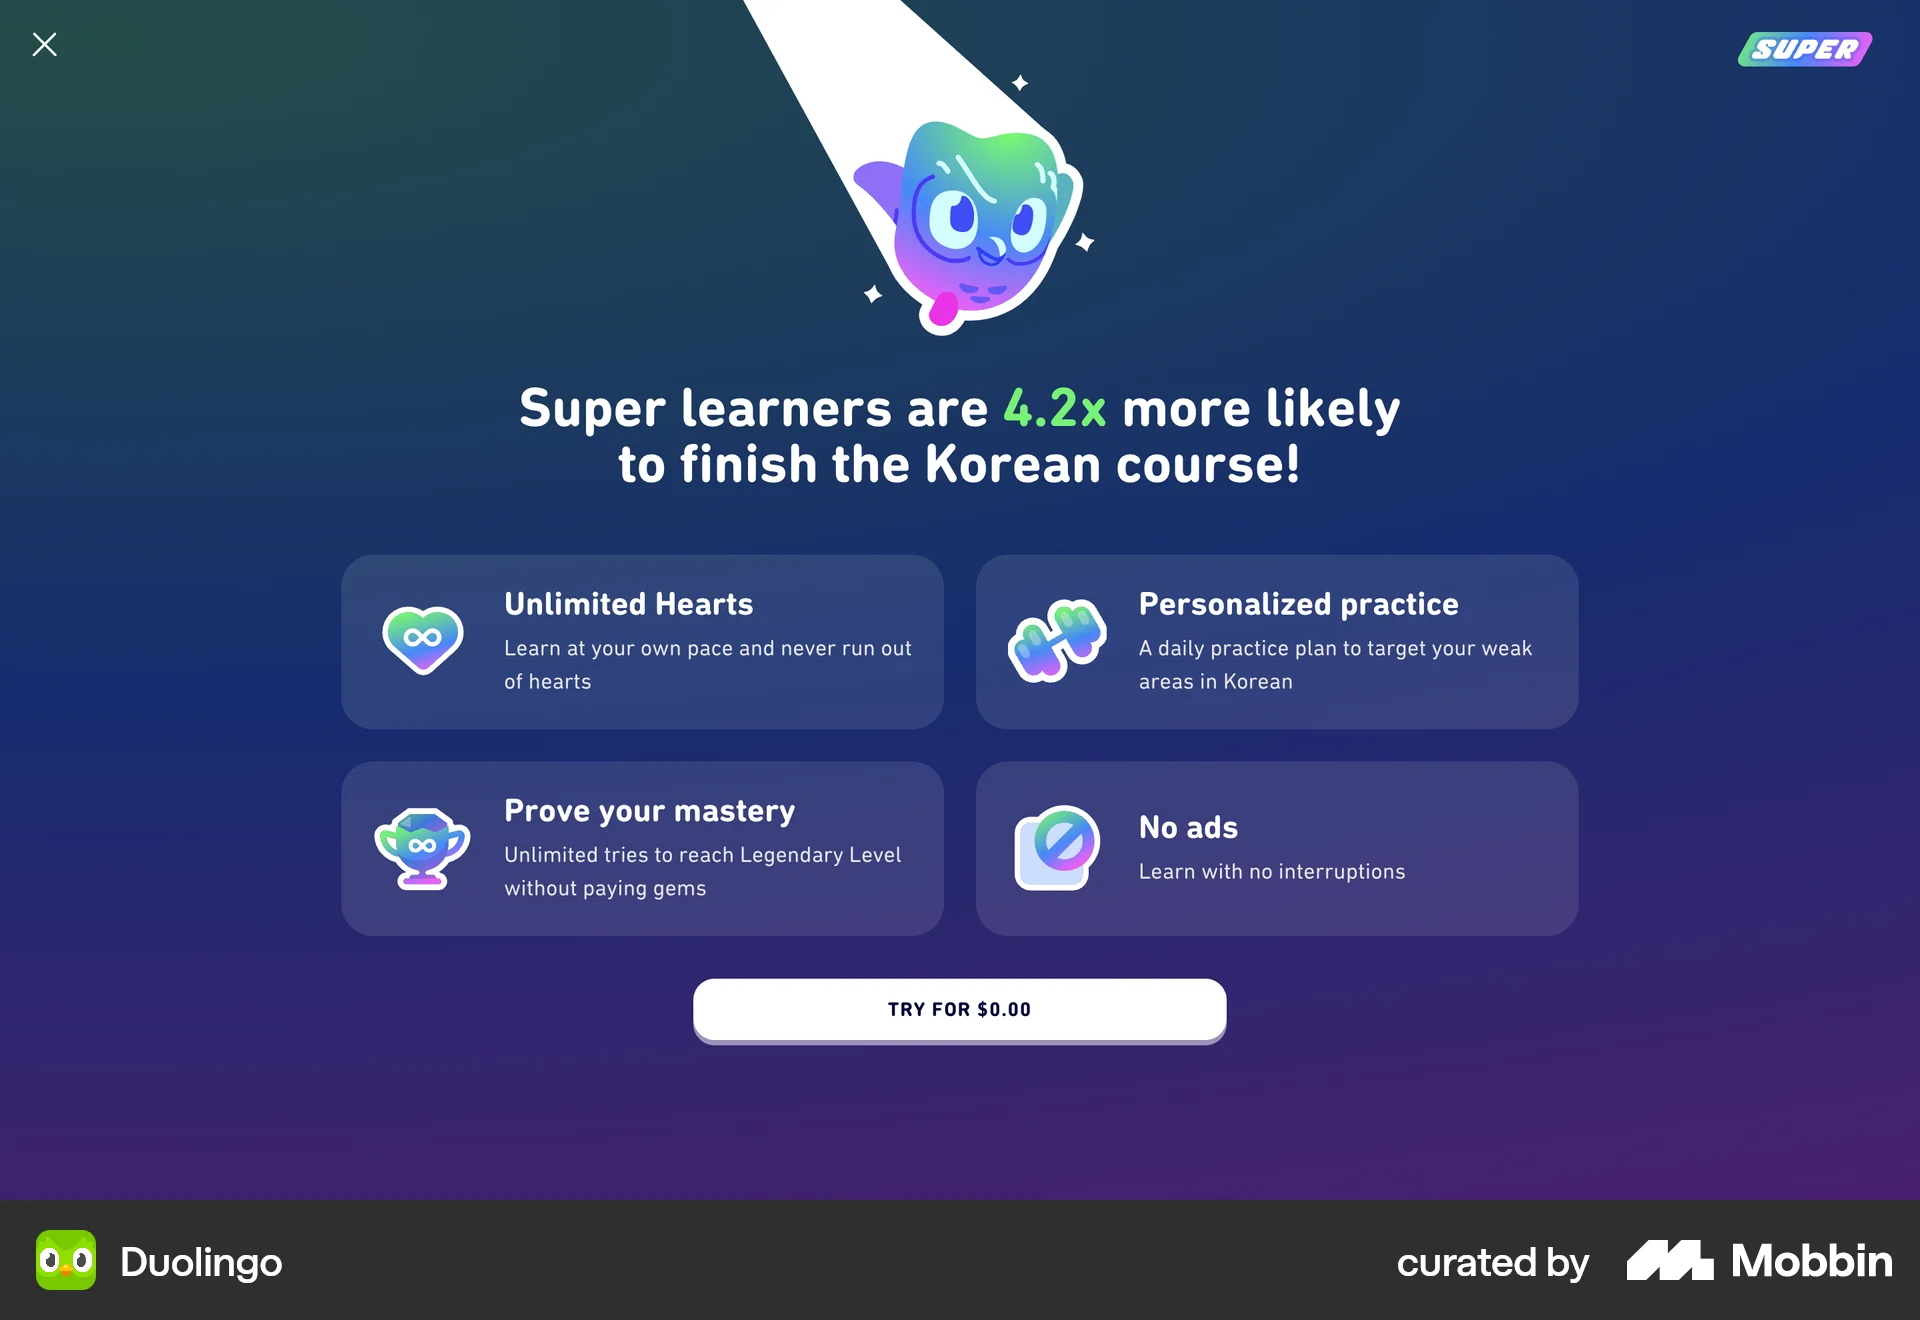 SUPER
Super learners are 4.2x more likely
to finish the Korean course!
Unlimited Hearts
Learn at your own pace and never run out
of hearts
Personalized practice
A daily practice plan to target your weak
areas in Korean
Prove your mastery
Unlimited tries to reach Legendary Level
without paying gems
No ads
Learn with no interruptions
TRY FOR $0.00
Duolingo
curated by Mobbin